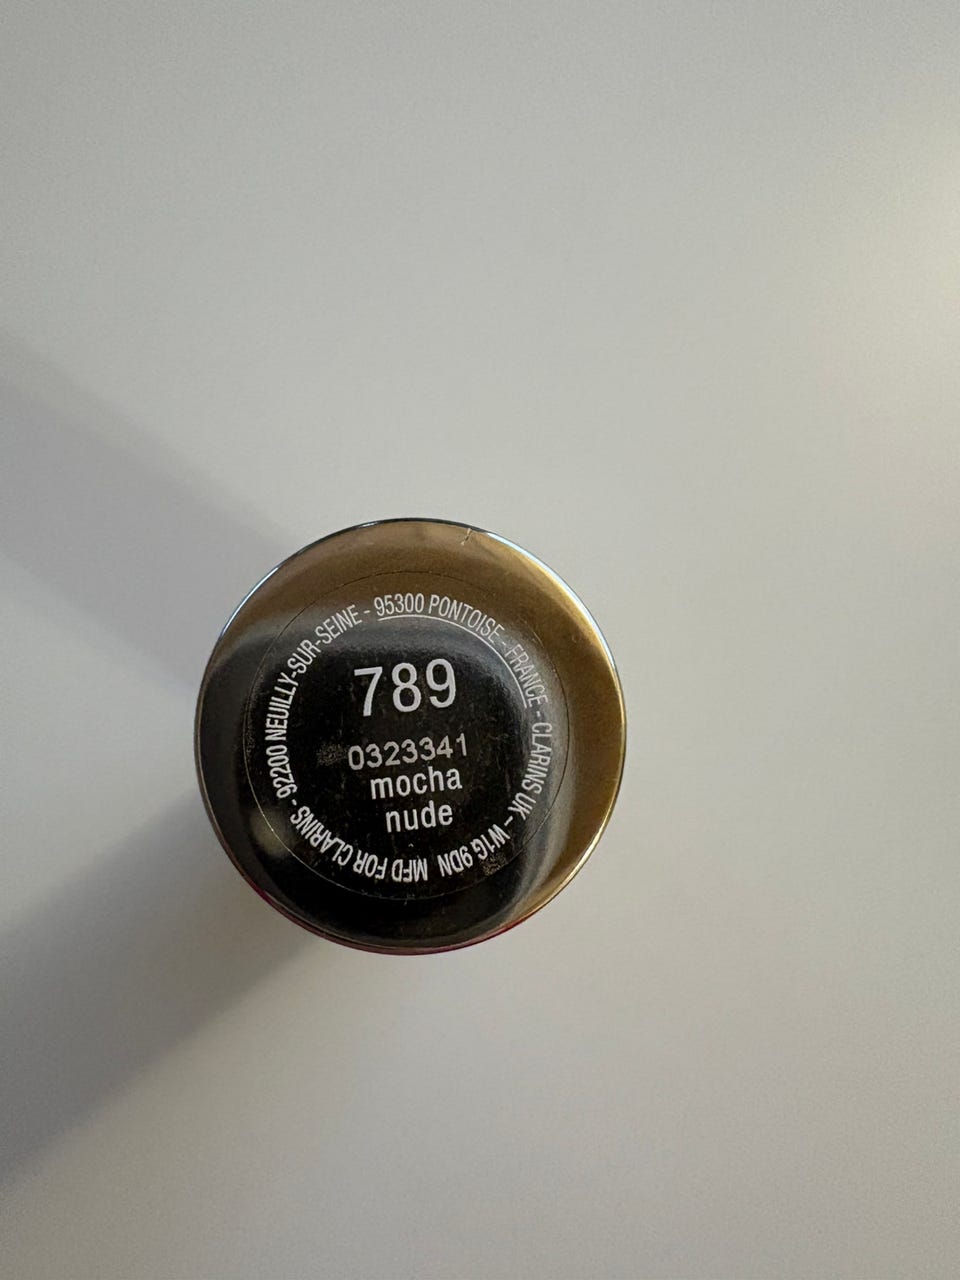 789
0323341
mocha
nude
MFD FOR CLARINS - 92200 NEUILLY-SUR-SEINE - 95300 PONTOISE - FRANCE - CLARINS UK – W1G 9DN